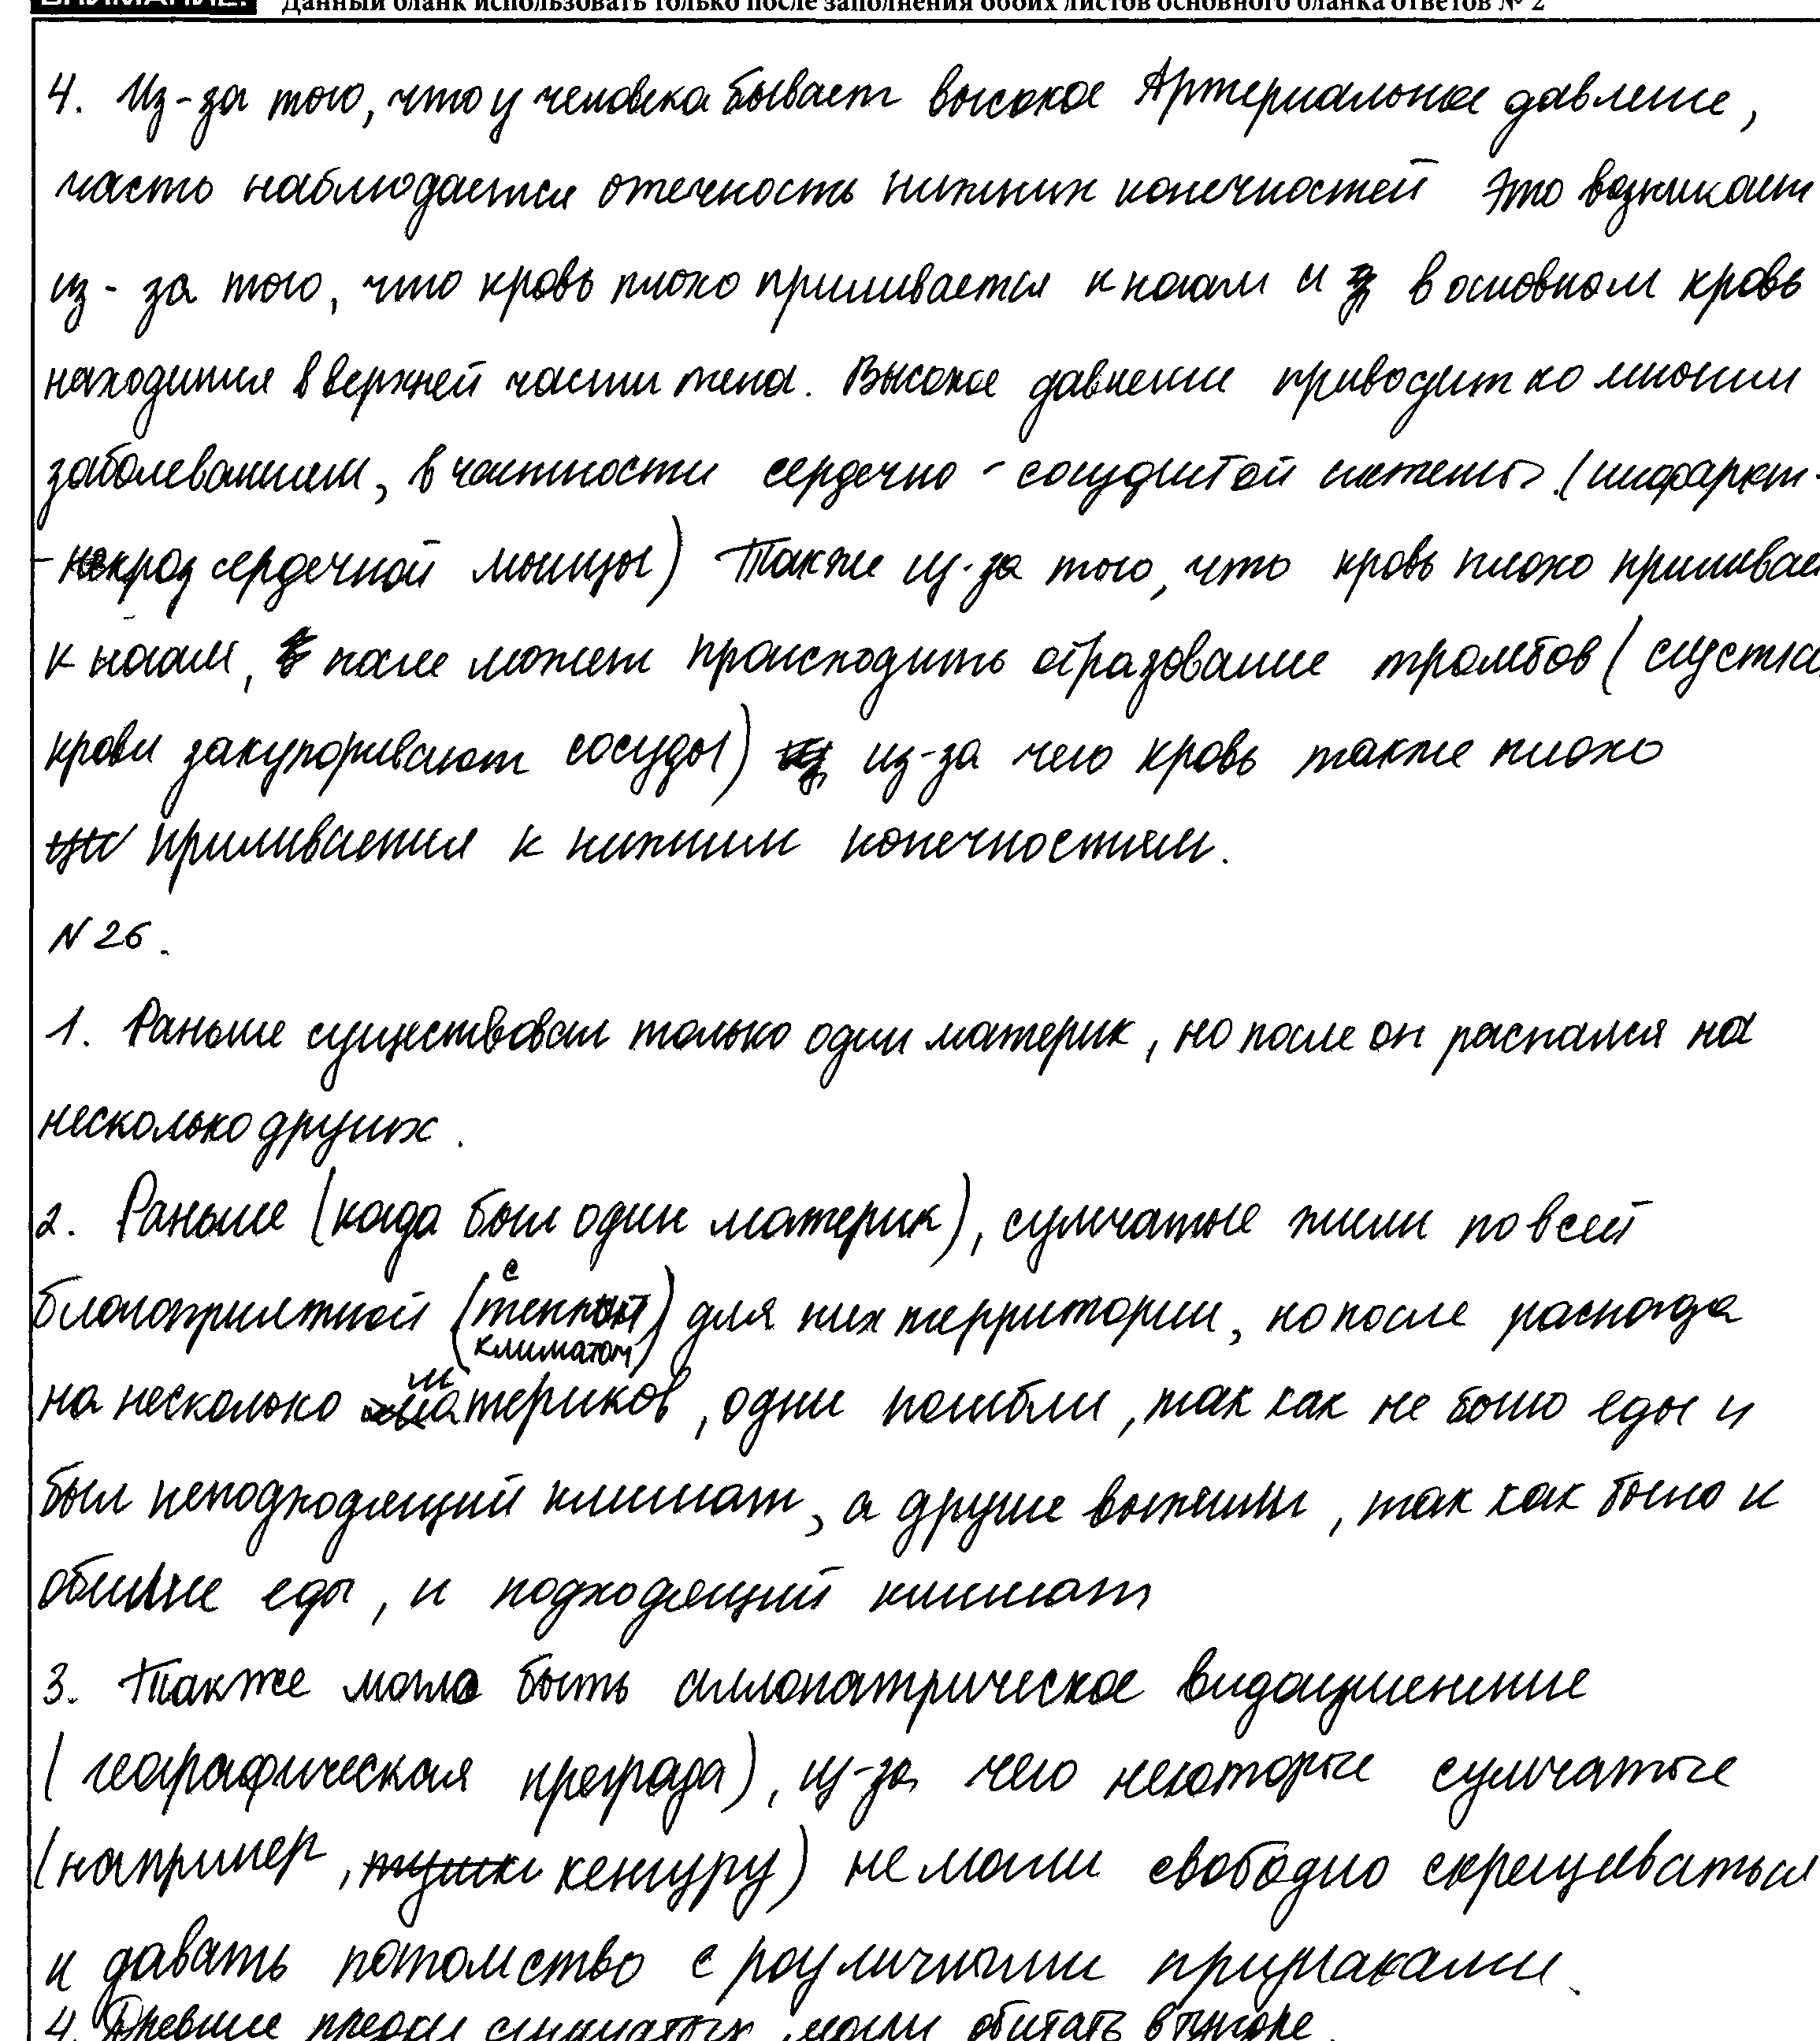 ВНИМАНИЕ! Данный бланк использовать только после заполнения обоих листов основного бланка ответов № 2
4. Из-за того, что у человека бывает высокое Артериальное давление,
часто наблюдается отечность нижних конечностей Это возникает
из-за того, что кровь плохо приливается к ногам и в основном кровь
находится в верхней части тела. Высокое давление приводит ко многим
заболеваниям, в частности сердечно-сосудистой системы (инфаркт-
-некроз сердечной мышцы) Также из-за того, что кровь плохо приливае
к ногам, после может происходить образование тромбов (сгустки
крови закупоривают сосуды) из-за чего кровь также плохо
приливается к нижним конечностям.
N 26.
1. Раньше существовал только один материк, но после он распался на
несколько других.
2. Раньше (когда был один материк), сумчатые жили по всей
благоприятной (с теплым климатом) для них территории, но после распада
на несколько материков, одни погибли, так как не было еды и
был неподходящий климат, а другие выжили, так как было и
обилие еды, и подходящий климат
3. Также могло быть аллопатрическое видообразование
(географическая преграда), из-за чего некоторые сумчатые
(например, кенгуру) не могли свободно скрещиваться
и давать потомство с различными признаками.
4. Древние предки сумчатых могли обитать в